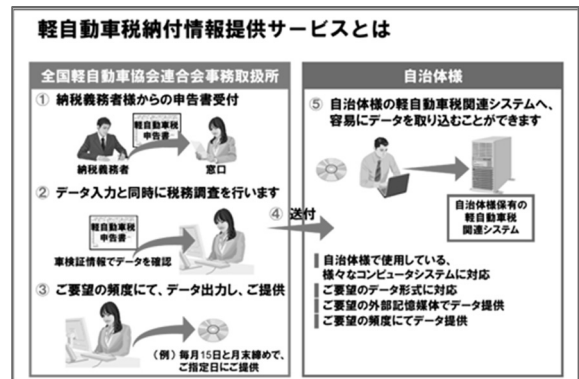 軽自動車税納付情報提供サービスとは
全国軽自動車協会連合会事務取扱所
① 納税義務者様からの申告書受付
軽自動車税
申告書
納税義務者
窓口
② データ入力と同時に税務調査を行います
軽自動車税
申告書
車検証情報でデータを確認
③ ご要望の頻度にて、データ出力し、ご提供
(例) 毎月15日と月末締めで、
ご指定日にご提供
④ 送付
自治体様
⑤ 自治体様の軽自動車税関連システムへ、
容易にデータを取り込むことができます
自治体様保有の
軽自動車税
関連システム
自治体様で使用している、
様々なコンピュータシステムに対応
ご要望のデータ形式に対応
ご要望の外部記憶媒体でデータ提供
ご要望の頻度にてデータ提供